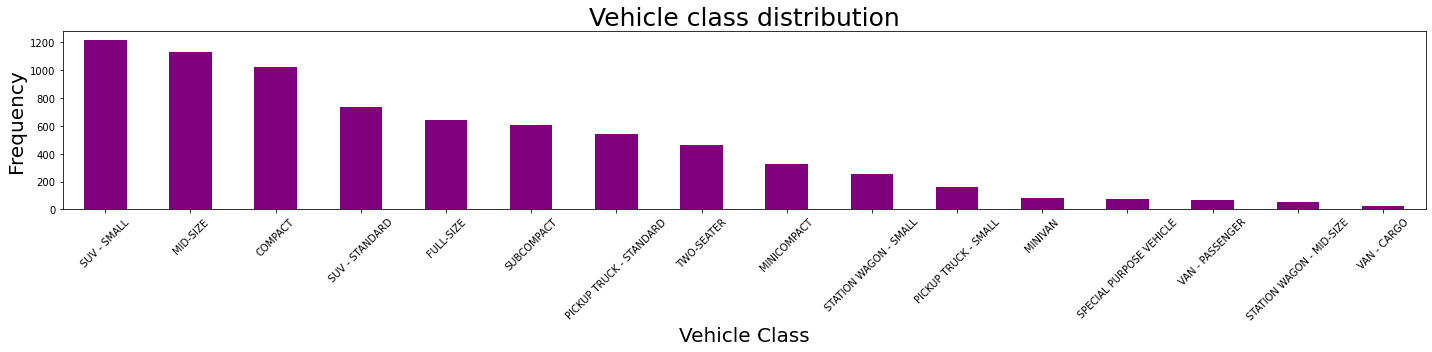 Vehicle class distribution
Frequency
1200
1000
800
600
400
200
0
SUV - SMALL
MID-SIZE
COMPACT
SUV - STANDARD
FULL-SIZE
SUBCOMPACT
PICKUP TRUCK - STANDARD
TWO-SEATER
MINICOMPACT
STATION WAGON - SMALL
PICKUP TRUCK - SMALL
MINIVAN
SPECIAL PURPOSE VEHICLE
VAN - PASSENGER
STATION WAGON - MID-SIZE
VAN - CARGO
Vehicle Class